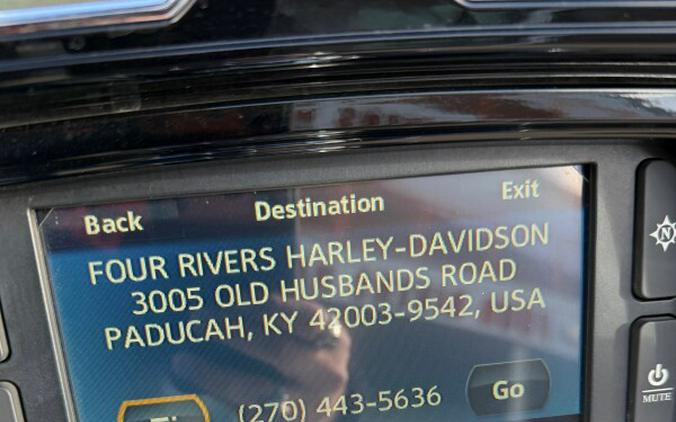 Back Destination Exit
FOUR RIVERS HARLEY-DAVIDSON
3005 OLD HUSBANDS ROAD
PADUCAH, KY 42003-9542, USA
(270) 443-5636 Go
N
MUTE